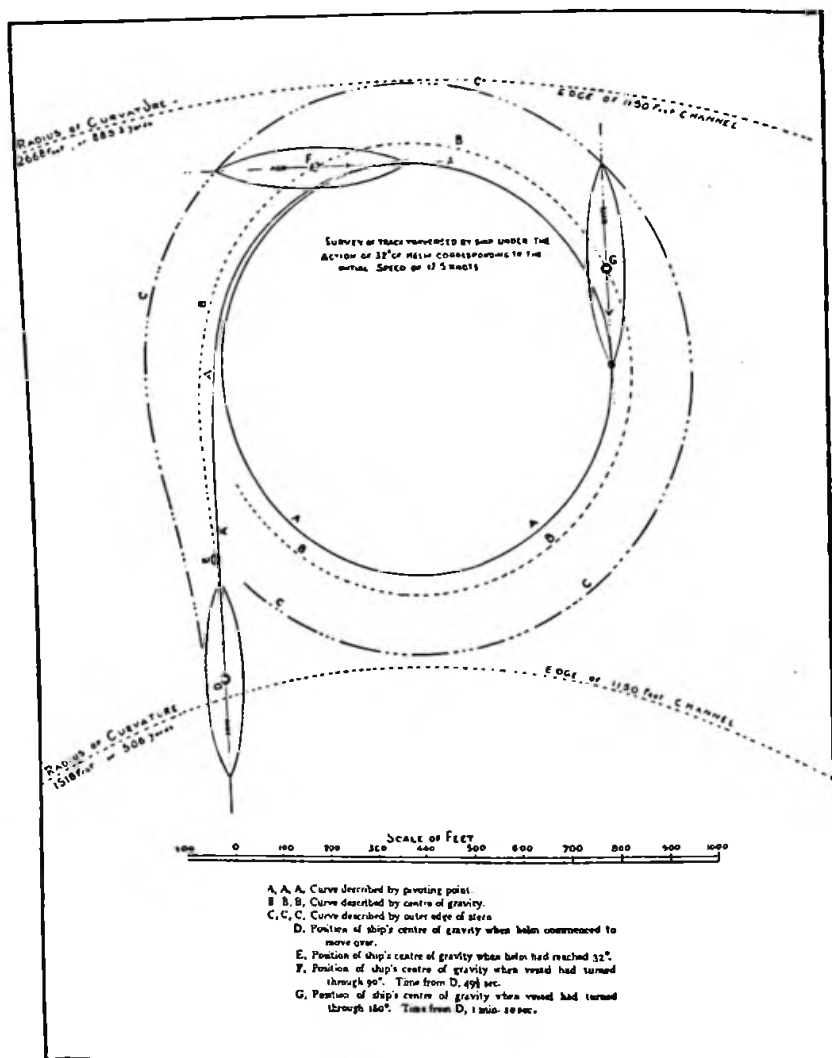 RADIUS OF CURVATURE
2668 Feet or 889.3 yards
C
EDGE OF 1150 Feet CHANNEL
B
F
A
SURVEY OF TRACK TRAVERSED BY SHIP UNDER THE
ACTION OF 32° OF HELM CORRESPONDING TO THE
INITIAL SPEED OF 12.5 KNOTS
G
C
B
A
A
A
B
B
A
E
C
C
D
EDGE OF 1150 Feet CHANNEL
RADIUS OF CURVATURE
1518 Feet or 506 yards
SCALE OF FEET
0 100 200 300 400 500 600 700 800 1000
A, A, A, Curve described by pivoting point.
B B, B, Curve described by centre of gravity.
C, C, C, Curve described by outer edge of stern
D. Position of ship's centre of gravity when helm commenced to
move over.
E, Position of ship's centre of gravity when helm had reached 32°.
F, Position of ship's centre of gravity when vessel had turned
through 90°. Time from D, 49½ sec.
G, Position of ship's centre of gravity when vessel had turned
through 180°. Time from D, 1 min. sec.